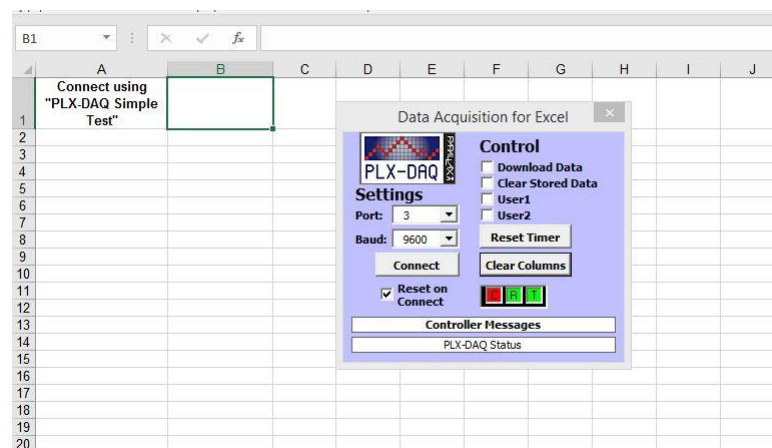 B1
fx
A B C D E F G H I J
1
Connect using
"PLX-DAQ Simple
Test"
2
3
4
5
6
7
8
9
10
11
12
13
14
15
16
17
18
19
20
Data Acquisition for Excel
PLX-DAQ
PARALLAX
Settings
Port: 3
Baud: 9600
Connect
Reset on
Connect
Control
Download Data
Clear Stored Data
User1
User2
Reset Timer
Clear Columns
C R T
Controller Messages
PLX-DAQ Status